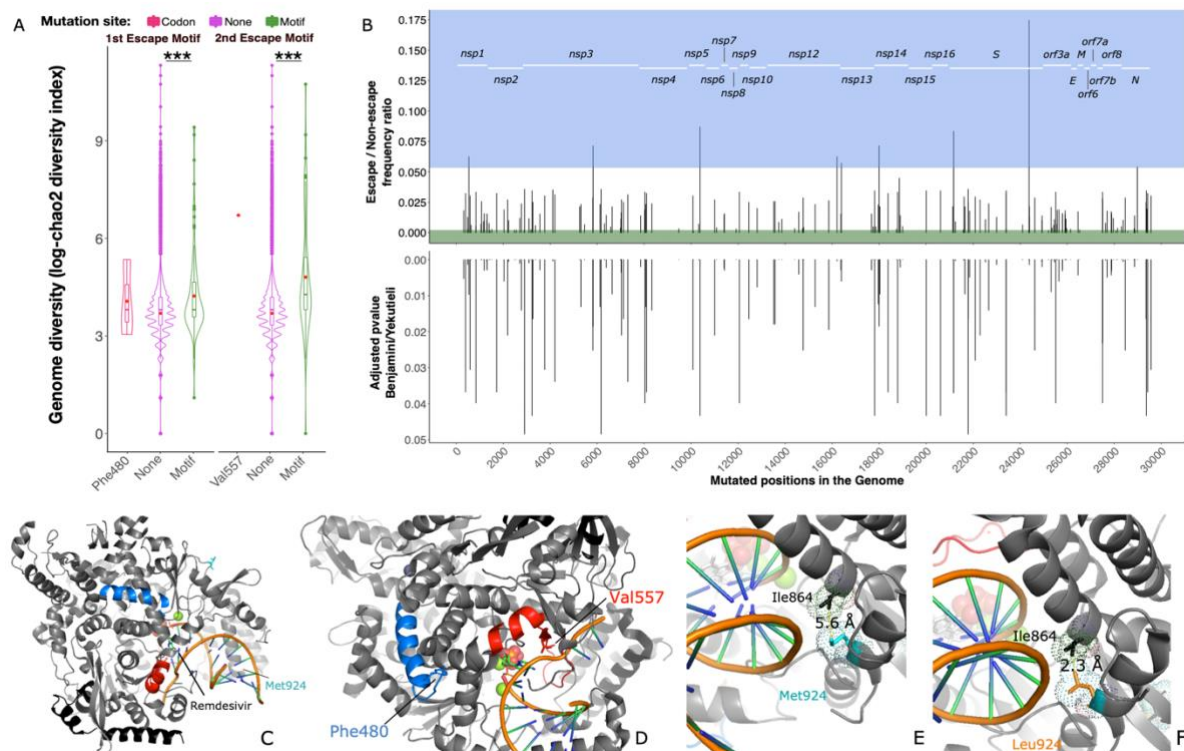 Mutation site: Codon None Motif
A
1st Escape Motif 2nd Escape Motif
*** ***
Genome diversity (log-chao2 diversity index)
9
6
3
0
Phe480
None
Motif
Val557
None
Motif
B
Escape / Non-escape
frequency ratio
0.175
0.150
0.125
0.100
0.075
0.050
0.025
0.000
nsp1
nsp2
nsp3
nsp4
nsp5
nsp6
nsp7
nsp8
nsp9
nsp10
nsp12
nsp13
nsp14
nsp15
nsp16
S
orf3a
E
M
orf6
orf7a
orf7b
orf8
N
Adjusted pvalue
Benjamini/Yekutieli
0.00
0.01
0.02
0.03
0.04
0.05
0 2000 4000 6000 8000 10000 12000 14000 16000 18000 20000 22000 24000 26000 28000 30000
Mutated positions in the Genome
Met924
Remdesivir
C
Val557
Phe480
D
Ile864
5.6 Å
Met924
E
Ile864
2.3 Å
Leu924
F